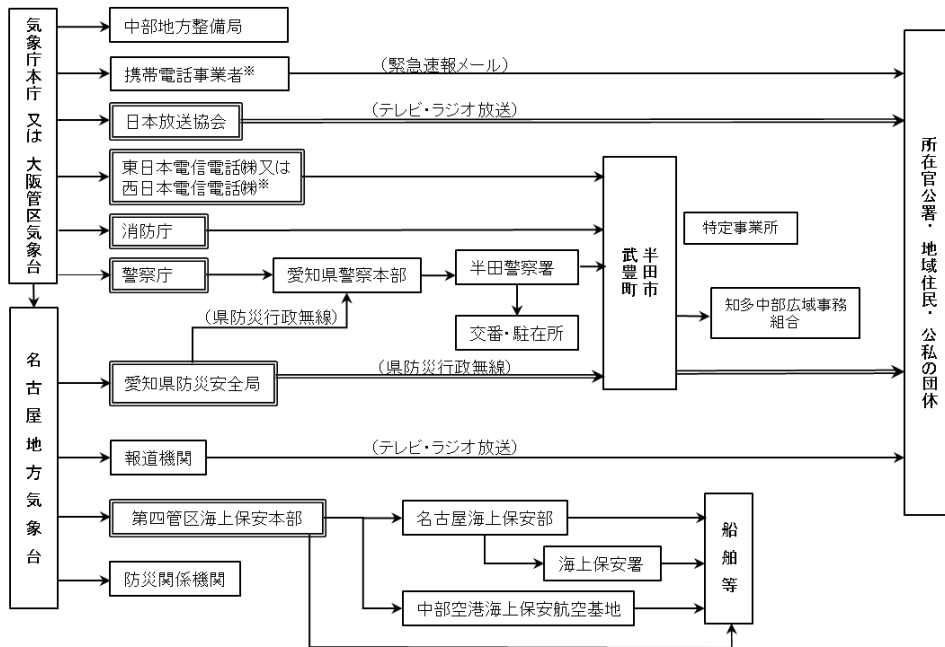 気象庁本庁 又は 大阪管区気象台
中部地方整備局
携帯電話事業者※
(緊急速報メール)
日本放送協会
(テレビ・ラジオ放送)
東日本電信電話㈱又は
西日本電信電話㈱※
消防庁
警察庁
愛知県警察本部
半田警察署
交番・駐在所
(県防災行政無線)
名古屋地方気象台
愛知県防災安全局
(県防災行政無線)
半田市
武豊町
特定事業所
知多中部広域事務
組合
所在官公署・地域住民・公私の団体
報道機関
(テレビ・ラジオ放送)
第四管区海上保安本部
名古屋海上保安部
海上保安署
中部空港海上保安航空基地
船舶等
防災関係機関